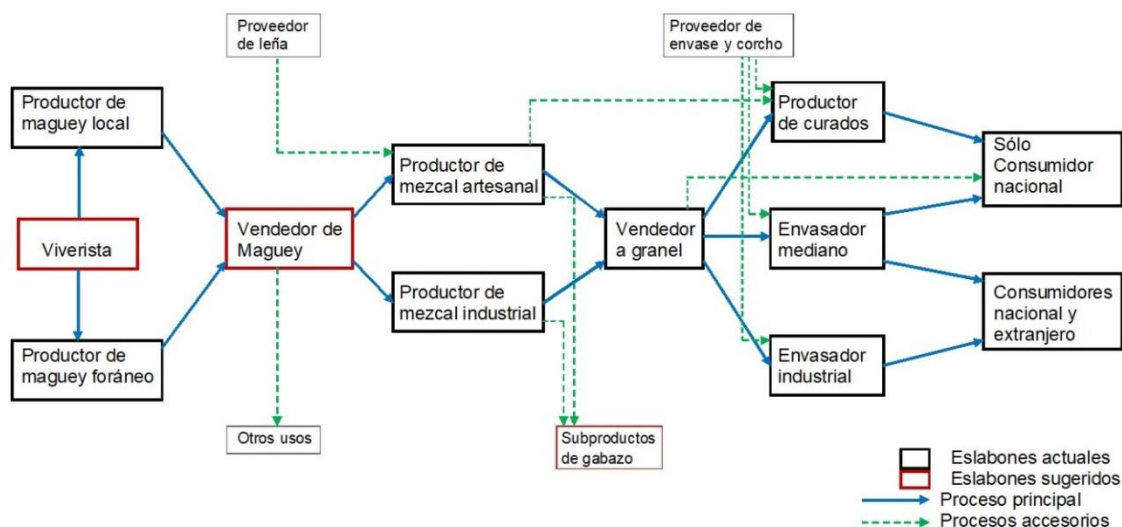 Proveedor
de leña
Proveedor de
envase y corcho
Productor de
maguey local
Productor
de curados
Sólo
Consumidor
nacional
Productor de
mezcal artesanal
Viverista
Vendedor de
Maguey
Vendedor
a granel
Envasador
mediano
Productor de
mezcal industrial
Consumidores
nacional y
extranjero
Productor de
maguey foráneo
Envasador
industrial
Otros usos
Subproductos
de gabazo
Eslabones actuales
Eslabones sugeridos
Proceso principal
Procesos accesorios